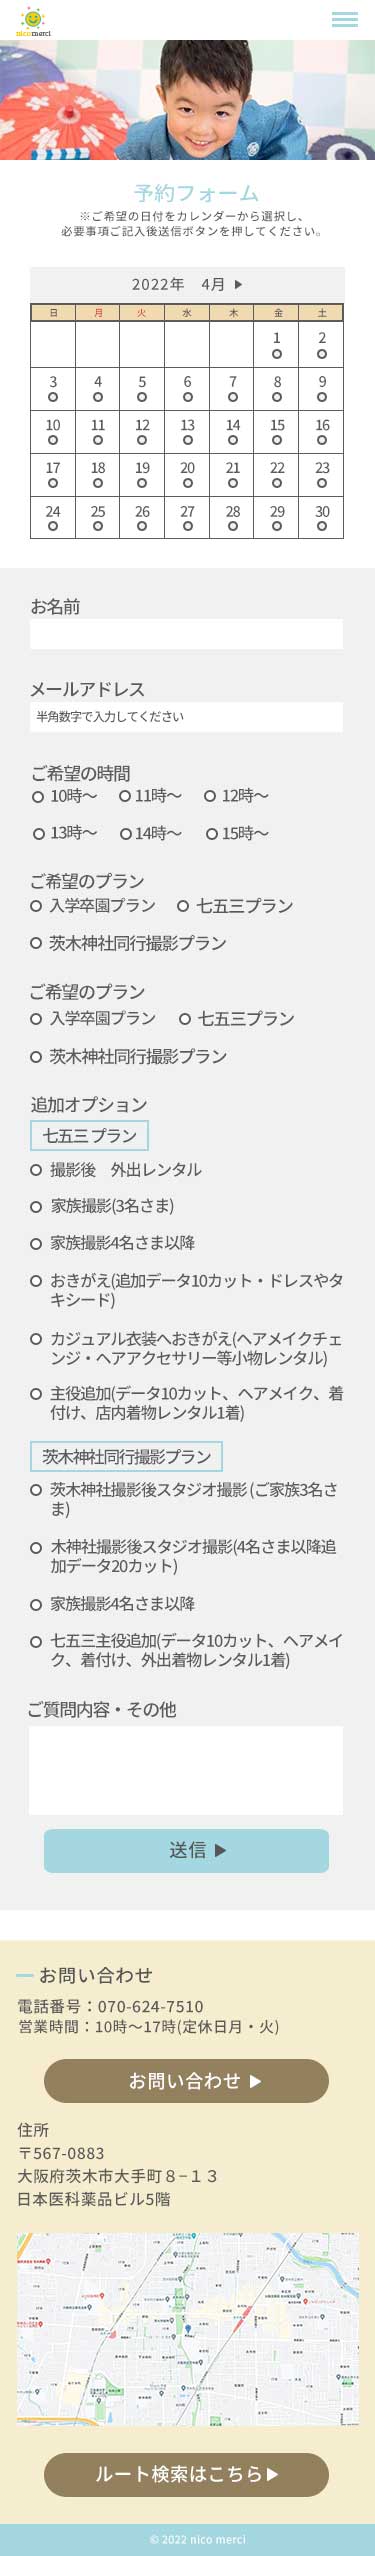 nico merci
予約フォーム
※ご希望の日付をカレンダーから選択し、
必要事項ご記入後送信ボタンを押してください。
2022年　4月 ▶
日 月 火 水 木 金 土
1 2
3 4 5 6 7 8 9
10 11 12 13 14 15 16
17 18 19 20 21 22 23
24 25 26 27 28 29 30
お名前
メールアドレス
半角数字で入力してください
ご希望の時間
10時〜 11時〜 12時〜
13時〜 14時〜 15時〜
ご希望のプラン
入学卒園プラン 七五三プラン
茨木神社同行撮影プラン
ご希望のプラン
入学卒園プラン 七五三プラン
茨木神社同行撮影プラン
追加オプション
七五三プラン
撮影後　外出レンタル
家族撮影(3名さま)
家族撮影4名さま以降
おきがえ(追加データ10カット・ドレスやタ
キシード)
カジュアル衣装へおきがえ(ヘアメイクチェ
ンジ・ヘアアクセサリー等小物レンタル)
主役追加(データ10カット、ヘアメイク、着
付け、店内着物レンタル1着)
茨木神社同行撮影プラン
茨木神社撮影後スタジオ撮影(ご家族3名さ
ま)
木神社撮影後スタジオ撮影(4名さま以降追
加データ20カット)
家族撮影4名さま以降
七五三主役追加(データ10カット、ヘアメイ
ク、着付け、外出着物レンタル1着)
ご質問内容・その他
送信 ▶
お問い合わせ
電話番号：070-624-7510
営業時間：10時〜17時(定休日月・火)
お問い合わせ ▶
住所
〒567-0883
大阪府茨木市大手町８−１３
日本医科薬品ビル5階
ルート検索はこちら▶
© 2022 nico merci